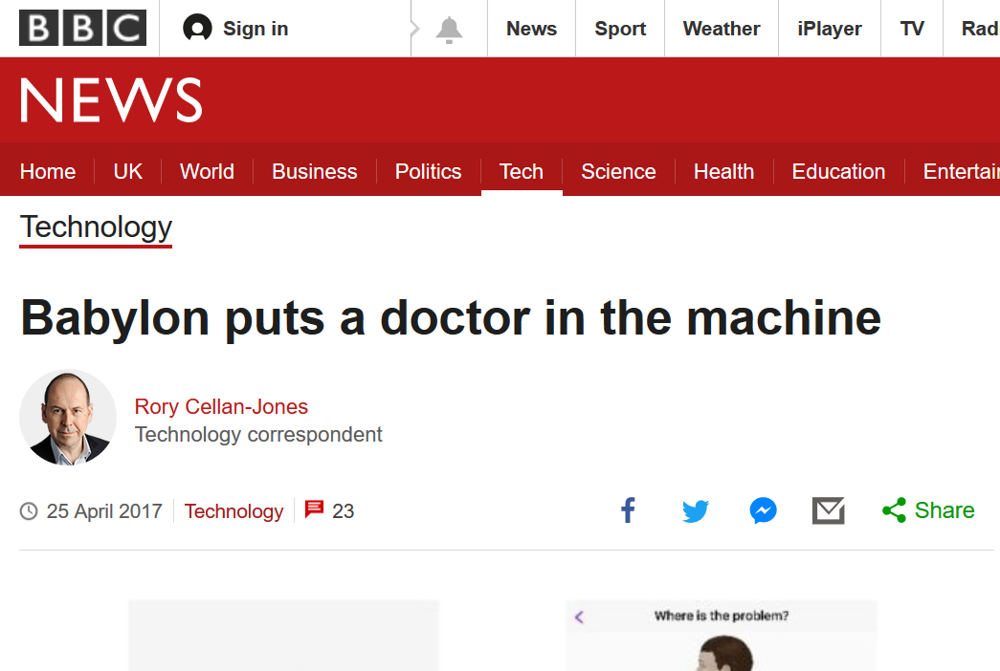 BBC Sign in News Sport Weather iPlayer TV
NEWS
Home UK World Business Politics Tech Science Health Education
Technology
Babylon puts a doctor in the machine
Rory Cellan-Jones
Technology correspondent
25 April 2017 Technology 23 Share
Where is the problem?